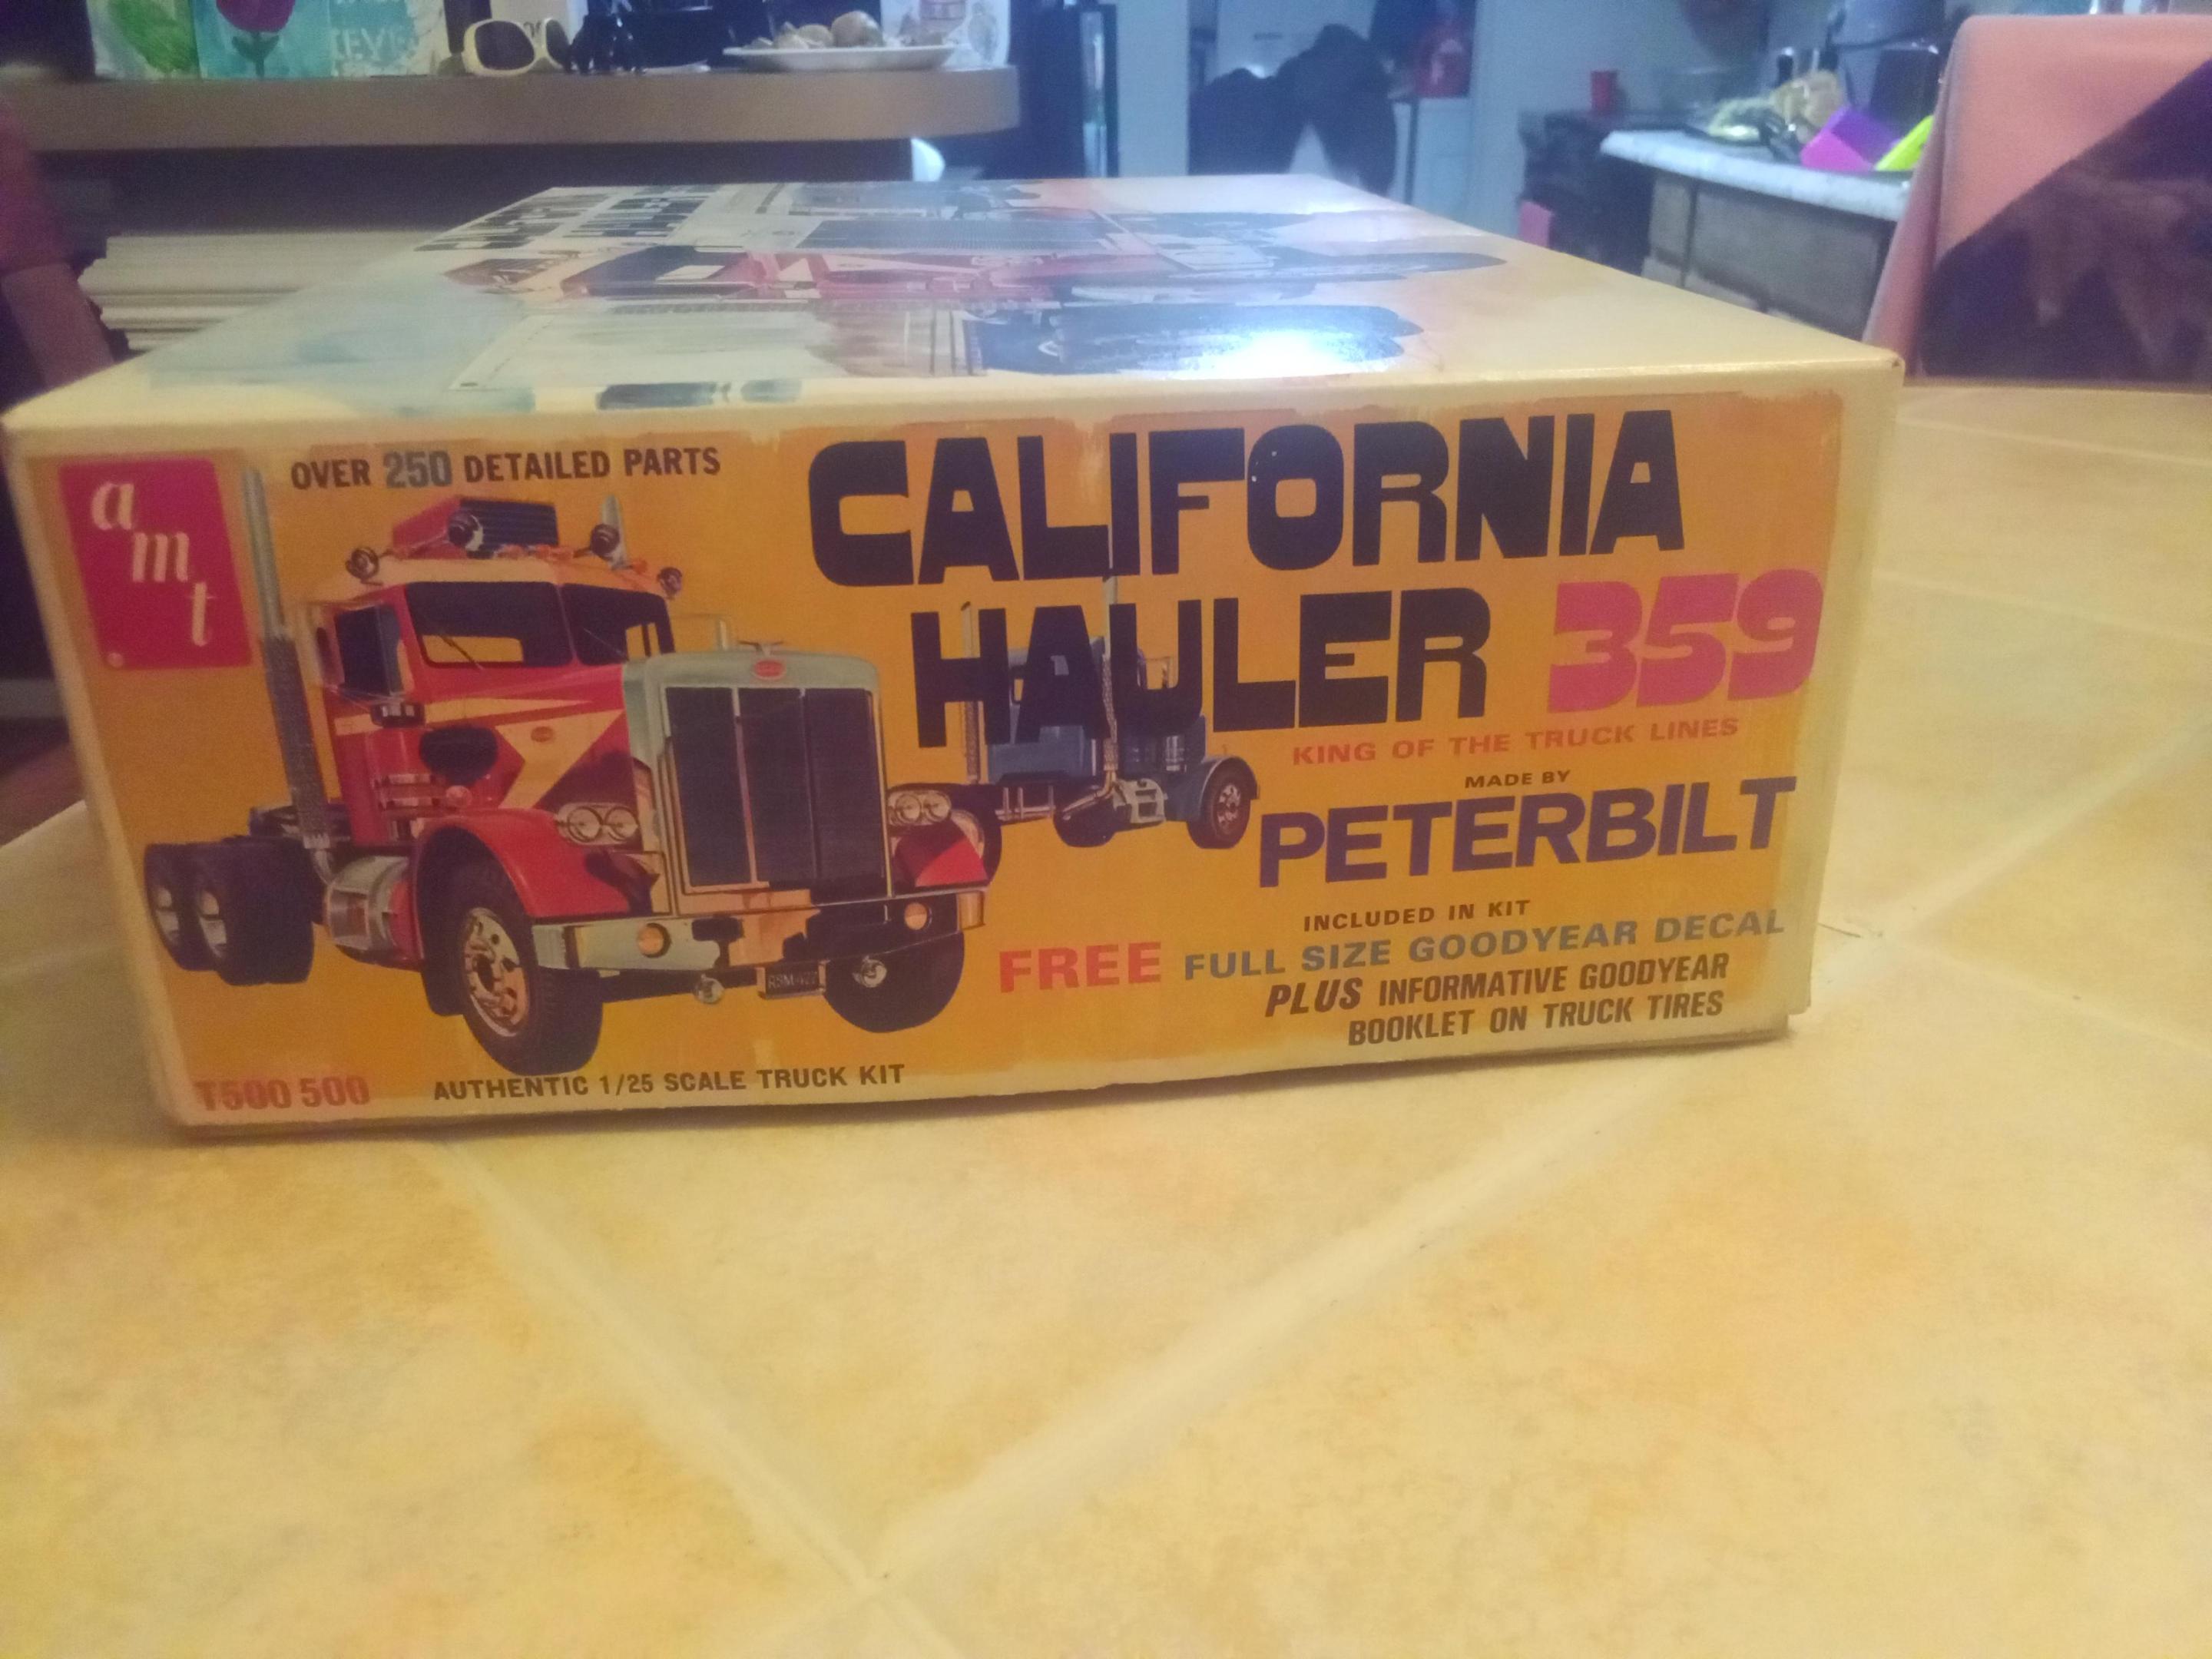 amt
OVER 250 DETAILED PARTS
CALIFORNIA
HAULER 359
KING OF THE TRUCK LINES
MADE BY
PETERBILT
INCLUDED IN KIT
FREE FULL SIZE GOODYEAR DECAL
PLUS INFORMATIVE GOODYEAR
BOOKLET ON TRUCK TIRES
T500 500
AUTHENTIC 1/25 SCALE TRUCK KIT
CALIFORNIA
HAULER